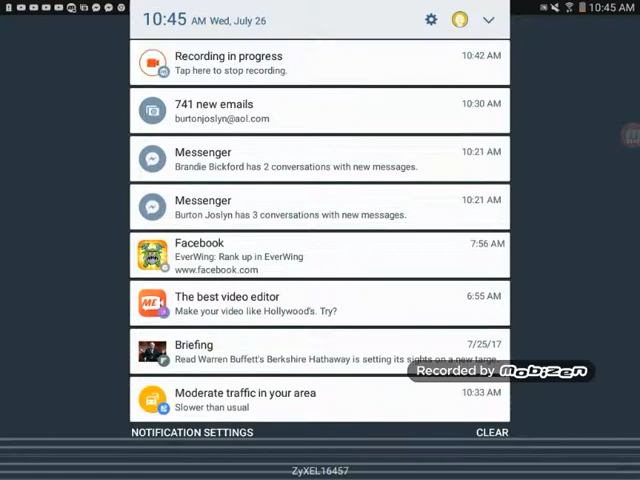 10:45 AM
10:45 AM Wed, July 26
Recording in progress
10:42 AM
Tap here to stop recording.
741 new emails
10:30 AM
burtonjoslyn@aol.com
Messenger
10:21 AM
Brandie Bickford has 2 conversations with new messages.
Messenger
10:21 AM
Burton Joslyn has 3 conversations with new messages.
Facebook
7:56 AM
EverWing: Rank up in EverWing
www.facebook.com
ME
The best video editor
6:55 AM
Make your video like Hollywood's. Try?
Briefing
7/25/17
Read Warren Buffett's Berkshire Hathaway is setting its sights on a new targe..
Recorded by MOBIZEN
Moderate traffic in your area
10:33 AM
Slower than usual
NOTIFICATION SETTINGS
CLEAR
ZyXEL16457